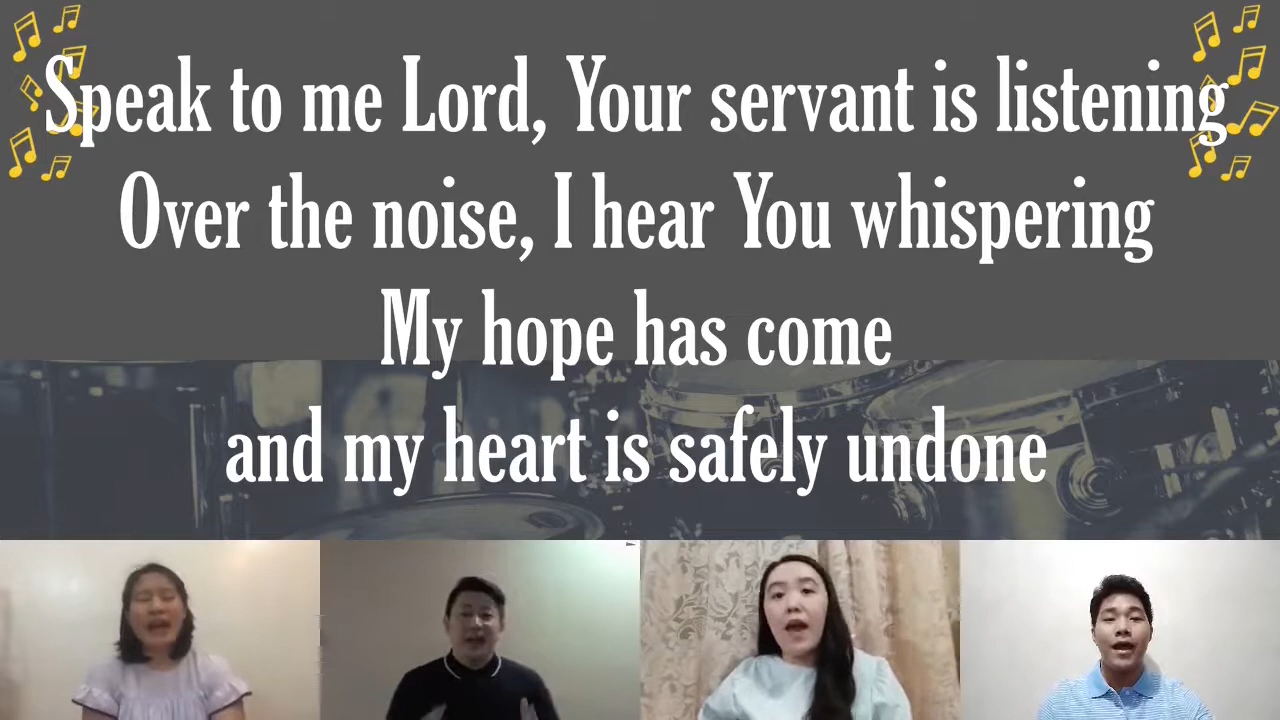 Speak to me Lord, Your servant is listening
Over the noise, I hear You whispering
My hope has come
and my heart is safely undone